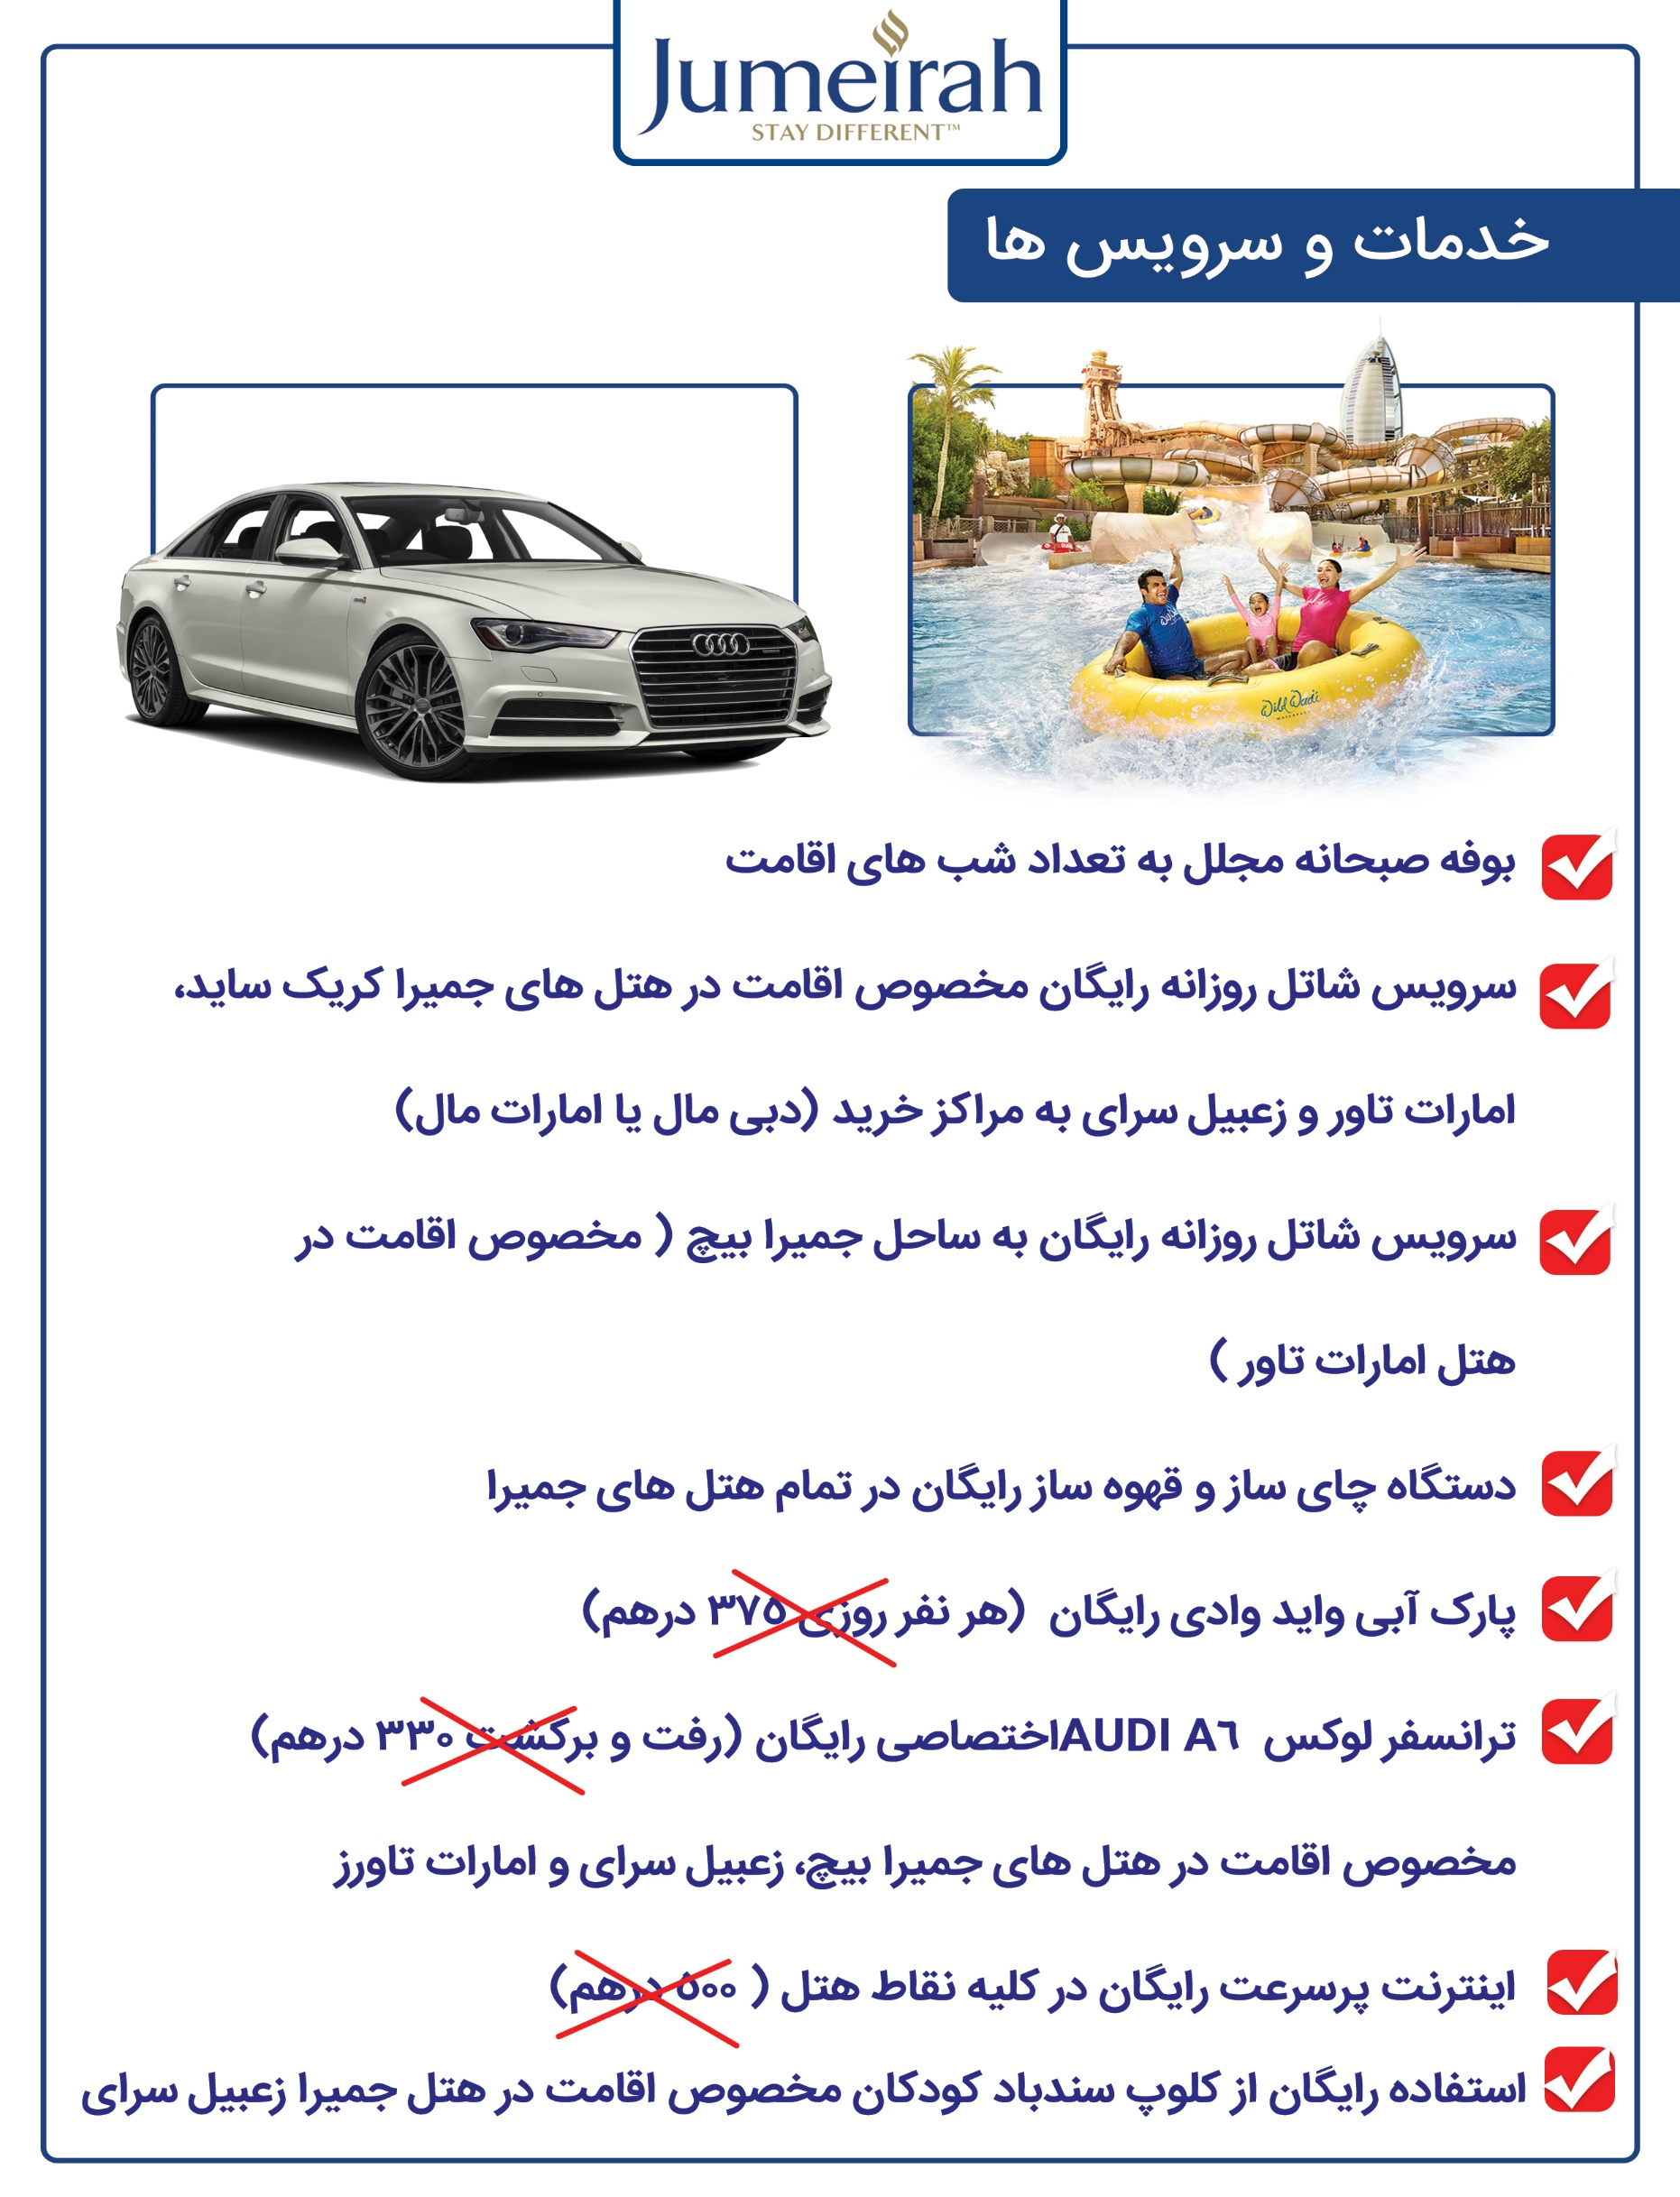 Jumeirah
STAY DIFFERENT™
خدمات و سرویس ها
Wild Wadi
WATERPARK
بوفه صبحانه مجلل به تعداد شب های اقامت
سرویس شاتل روزانه رایگان مخصوص اقامت در هتل های جمیرا کریک ساید،
امارات تاور و زعبیل سرای به مراکز خرید (دبی مال یا امارات مال)
سرویس شاتل روزانه رایگان به ساحل جمیرا بیچ ( مخصوص اقامت در
هتل امارات تاور )
دستگاه چای ساز و قهوه ساز رایگان در تمام هتل های جمیرا
پارک آبی واید وادی رایگان (هر نفر روزی ۳۷۵ درهم)
ترانسفر لوکس AUDI A٦اختصاصی رایگان (رفت و برگشت ۳۳۰ درهم)
مخصوص اقامت در هتل های جمیرا بیچ، زعبیل سرای و امارات تاورز
اینترنت پرسرعت رایگان در کلیه نقاط هتل ( ۵۰۰ درهم)
استفاده رایگان از کلوپ سندباد کودکان مخصوص اقامت در هتل جمیرا زعبیل سرای